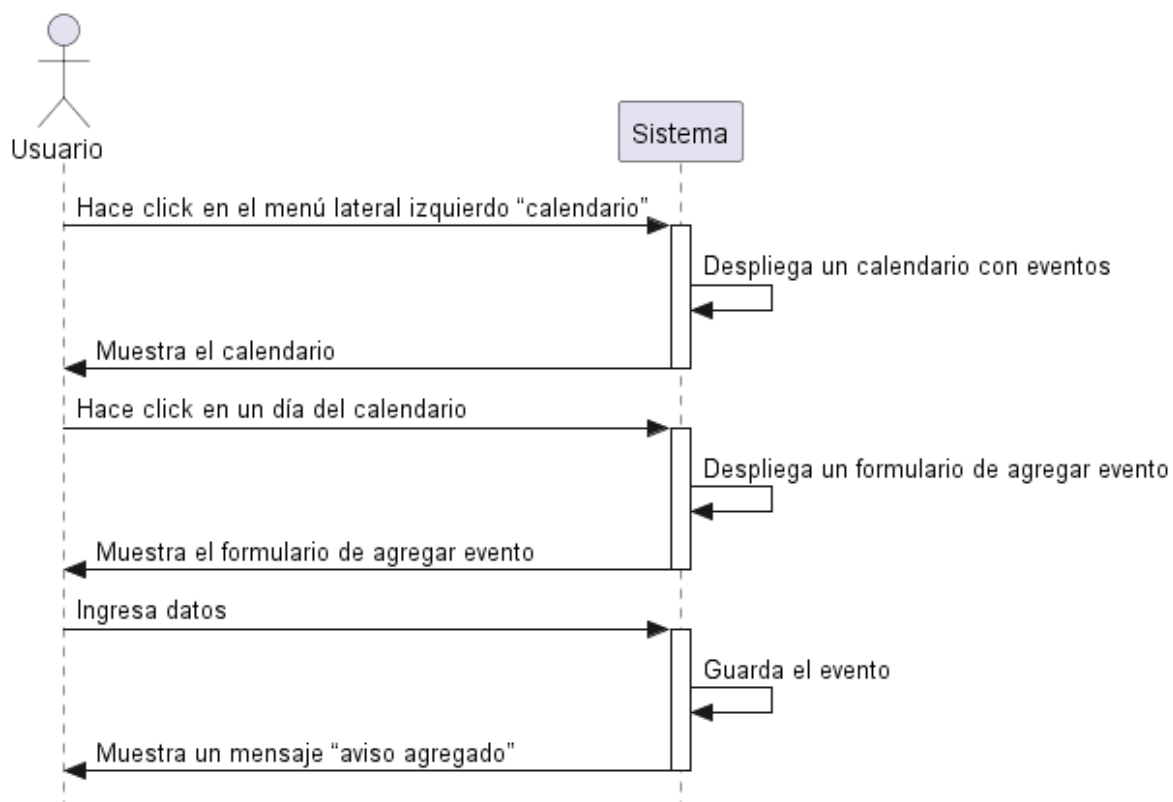 Usuario
Sistema
Hace click en el menú lateral izquierdo “calendario”
Despliega un calendario con eventos
Muestra el calendario
Hace click en un día del calendario
Despliega un formulario de agregar evento
Muestra el formulario de agregar evento
Ingresa datos
Guarda el evento
Muestra un mensaje “aviso agregado”